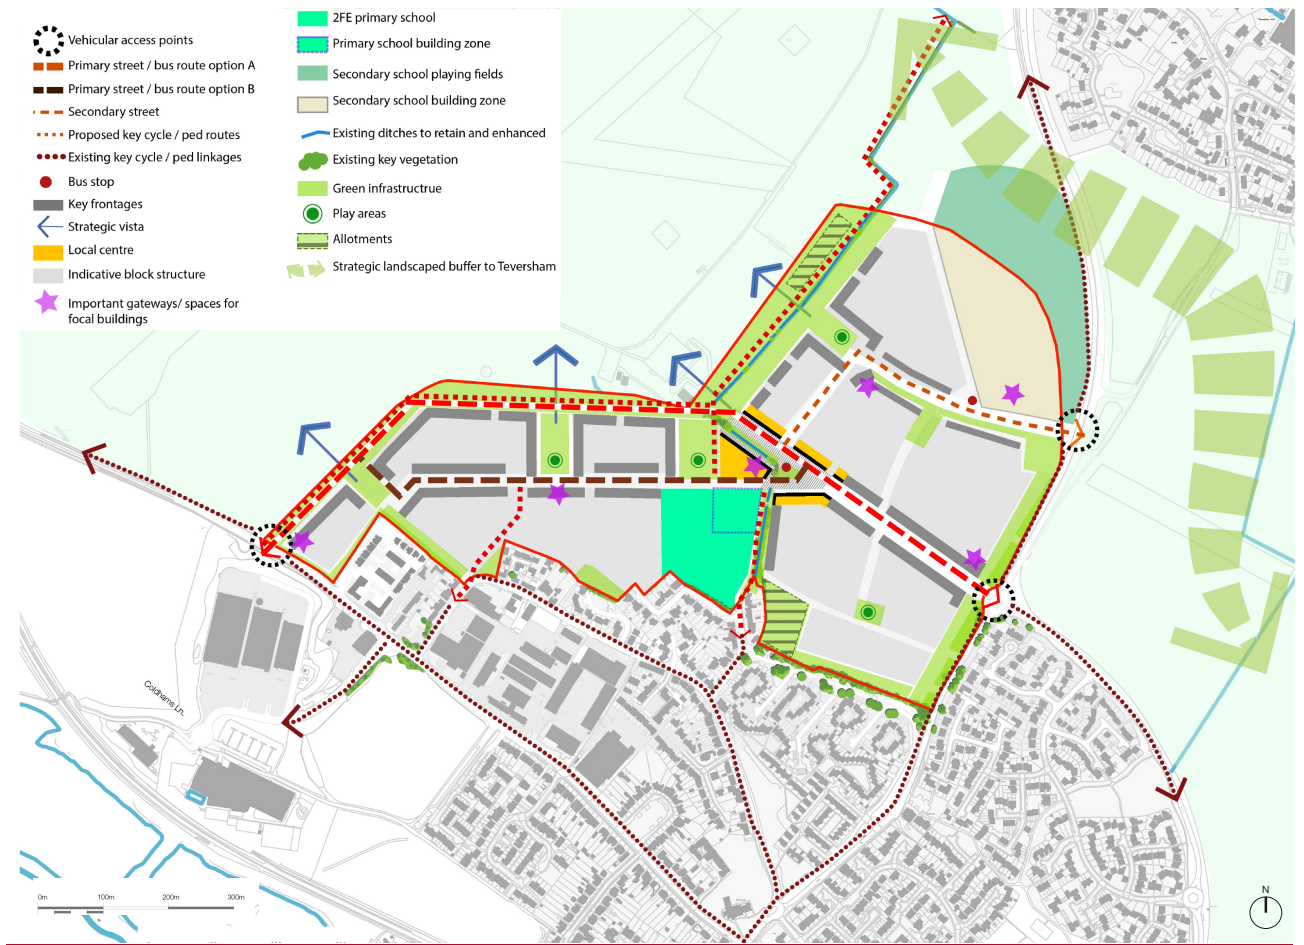 Vehicular access points
Primary street / bus route option A
Primary street / bus route option B
Secondary street
Proposed key cycle / ped routes
Existing key cycle / ped linkages
Bus stop
Key frontages
Strategic vista
Local centre
Indicative block structure
Important gateways/ spaces for
focal buildings
2FE primary school
Primary school building zone
Secondary school playing fields
Secondary school building zone
Existing ditches to retain and enhanced
Existing key vegetation
Green infrastructrue
Play areas
Allotments
Strategic landscaped buffer to Teversham
Coldhams Ln.
0m 100m 200m 300m
N